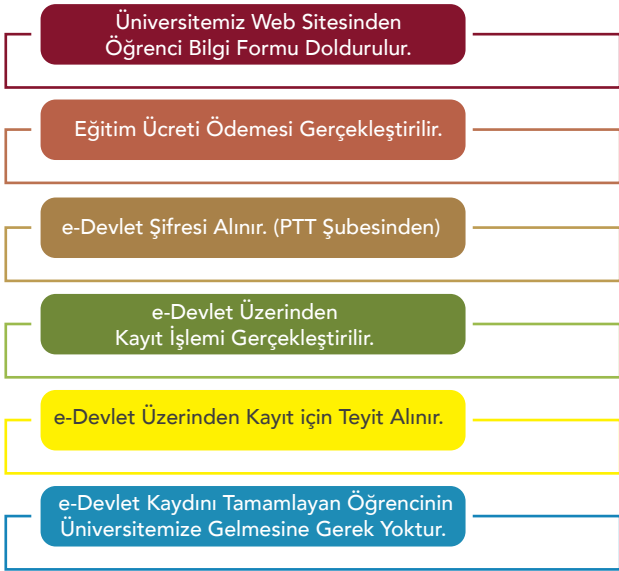 Üniversitemiz Web Sitesinden
Öğrenci Bilgi Formu Doldurulur.
Eğitim Ücreti Ödemesi Gerçekleştirilir.
e-Devlet Şifresi Alınır. (PTT Şubesinden)
e-Devlet Üzerinden
Kayıt İşlemi Gerçekleştirilir.
e-Devlet Üzerinden Kayıt için Teyit Alınır.
e-Devlet Kaydını Tamamlayan Öğrencinin
Üniversitemize Gelmesine Gerek Yoktur.